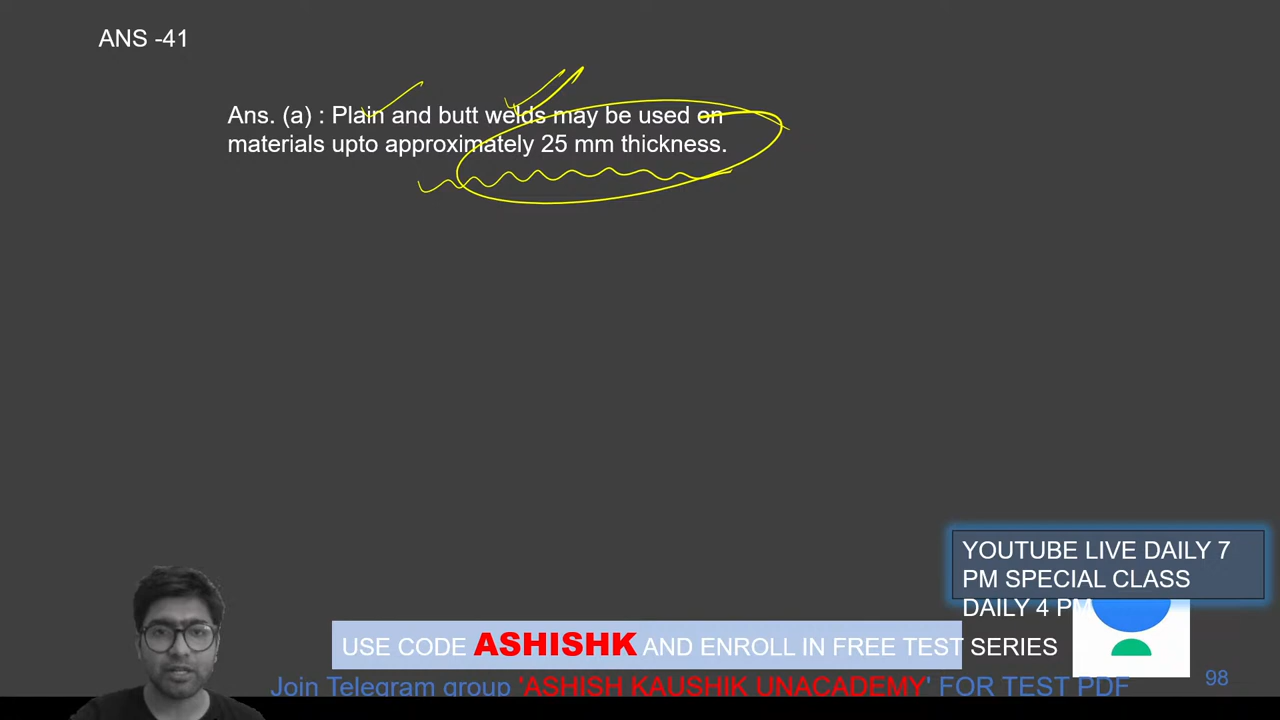 ANS -41
Ans. (a) : Plain and butt welds may be used on
materials upto approximately 25 mm thickness.
YOUTUBE LIVE DAILY 7
PM SPECIAL CLASS
DAILY 4 PM
USE CODE ASHISHK AND ENROLL IN FREE TEST SERIES
Join Telegram group 'ASHISH KAUSHIK UNACADEMY' FOR TEST PDF
98